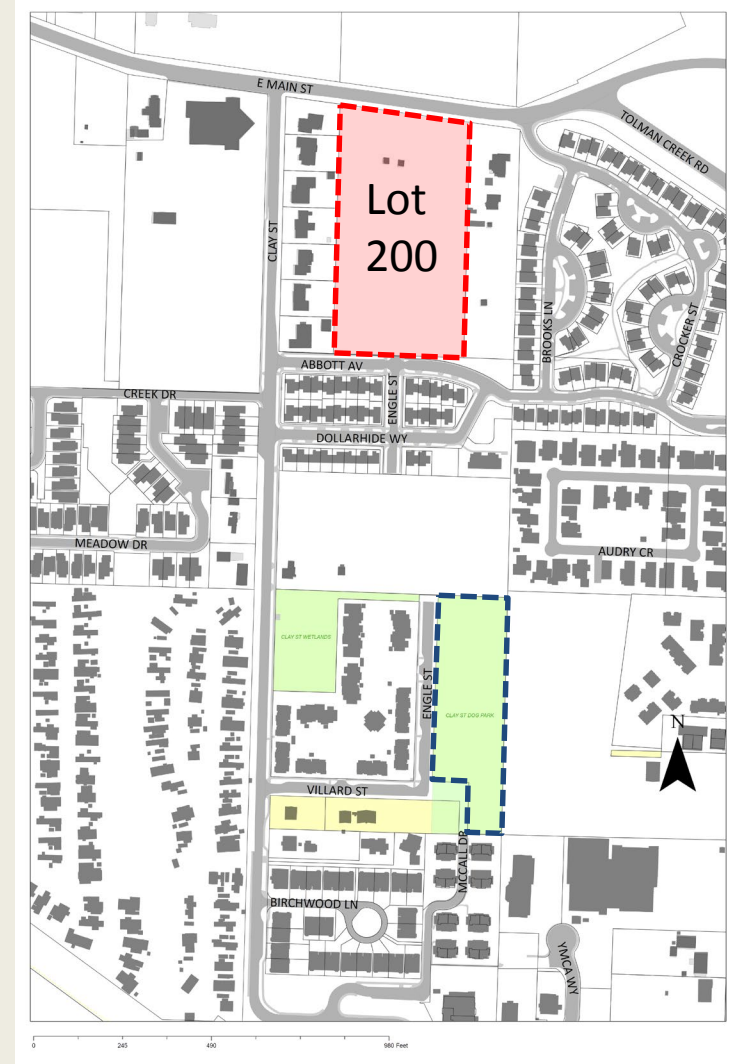 E MAIN ST
TOLMAN CREEK RD
Lot
200
CLAY ST
BROOKS LN
CROCKER ST
ABBOTT AV
ENGLE ST
CREEK DR
DOLLARHIDE WY
MEADOW DR
AUDRY CR
CLAY ST WETLANDS
ENGLE ST
CLAY ST DOG PARK
N
VILLARD ST
MCCALL DR
BIRCHWOOD LN
YMCA WY
0 245 490 980 Feet